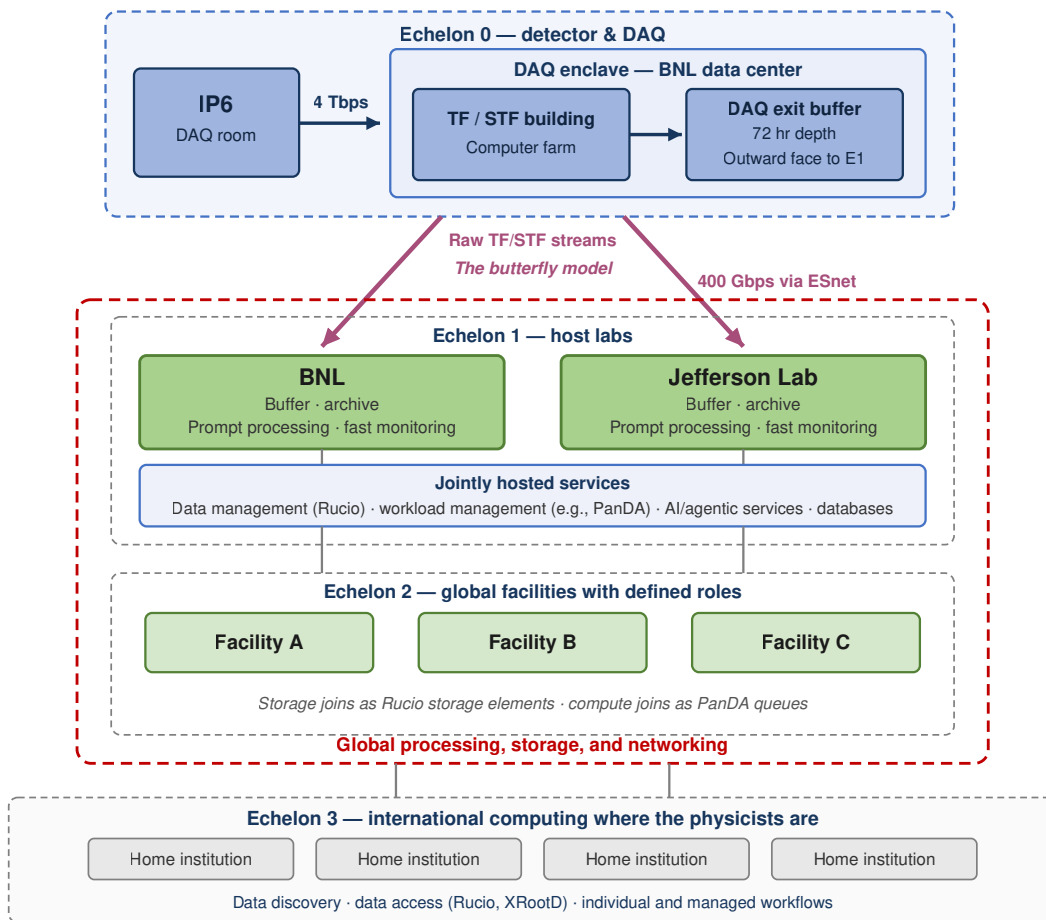 Echelon 0 — detector & DAQ
DAQ enclave — BNL data center
IP6
DAQ room
4 Tbps
TF / STF building
Computer farm
DAQ exit buffer
72 hr depth
Outward face to E1
Raw TF/STF streams
The butterfly model
400 Gbps via ESnet
Echelon 1 — host labs
BNL
Buffer · archive
Prompt processing · fast monitoring
Jefferson Lab
Buffer · archive
Prompt processing · fast monitoring
Jointly hosted services
Data management (Rucio) · workload management (e.g., PanDA) · AI/agentic services · databases
Echelon 2 — global facilities with defined roles
Facility A
Facility B
Facility C
Storage joins as Rucio storage elements · compute joins as PanDA queues
Global processing, storage, and networking
Echelon 3 — international computing where the physicists are
Home institution
Home institution
Home institution
Home institution
Data discovery · data access (Rucio, XRootD) · individual and managed workflows